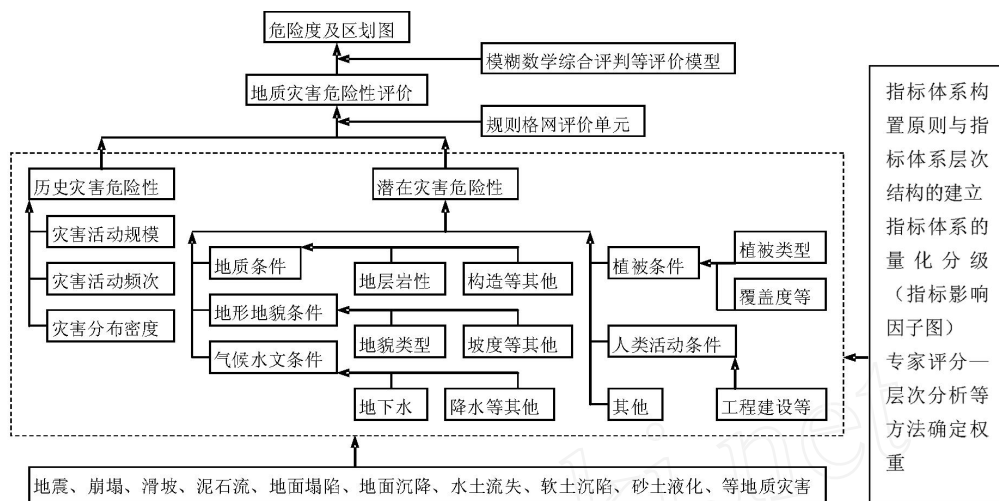 危险度及区划图
模糊数学综合评判等评价模型
地质灾害危险性评价
规则格网评价单元
历史灾害危险性
灾害活动规模
灾害活动频次
灾害分布密度
潜在灾害危险性
地质条件
地层岩性
构造等其他
地形地貌条件
地貌类型
坡度等其他
气候水文条件
地下水
降水等其他
植被条件
植被类型
覆盖度等
人类活动条件
其他
工程建设等
地震、崩塌、滑坡、泥石流、地面塌陷、地面沉降、水土流失、软土沉陷、砂土液化、等地质灾害
指标体系构
置原则与指
标体系层次
结构的建立
指标体系的
量化分级
（指标影响
因子图）
专家评分—
层次分析等
方法确定权
重